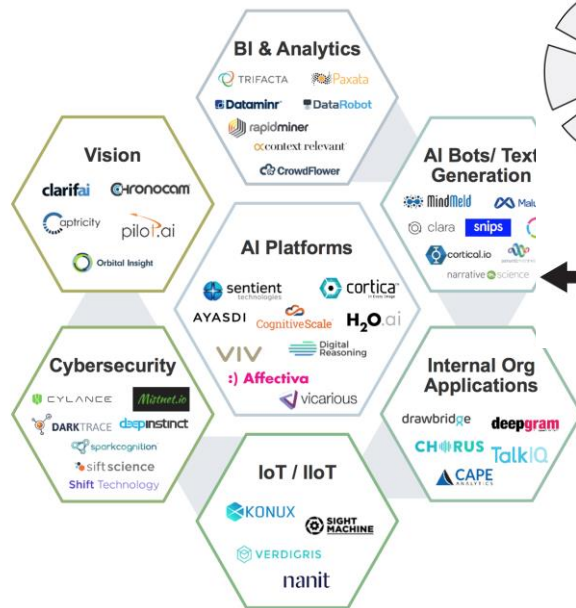 BI & Analytics
TRIFACTA Paxata
Dataminr DataRobot
rapidminer
context relevant
CrowdFlower
Vision
clarifai CHRONOCAM
captricity pilot.ai
Orbital Insight
AI Bots/ Text
Generation
MindMeld Malu
clara snips
cortical.io
narrative science
AI Platforms
sentient technologies cortica
AYASDI CognitiveScale H2O.ai
VIV Digital Reasoning
:) Affectiva
vicarious
Cybersecurity
CYLANCE Mistnet.io
DARKTRACE deepinstinct
sparkcognition
sift science
Shift Technology
Internal Org
Applications
drawbridge deepgram
CHORUS TalkIQ
CAPE ANALYTICS
IoT / IIoT
KONUX SIGHT MACHINE
VERDIGRIS
nanit